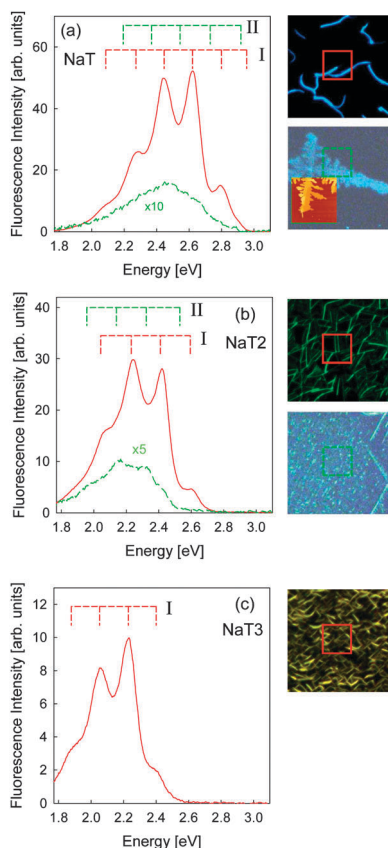 (a)
NaT
II
I
x10
Fluorescence Intensity [arb. units]
60
40
20
0
1.8 2.0 2.2 2.4 2.6 2.8 3.0
Energy [eV]
(b)
NaT2
II
I
x5
Fluorescence Intensity [arb. units]
40
30
20
10
0
1.8 2.0 2.2 2.4 2.6 2.8 3.0
Energy [eV]
(c)
NaT3
I
Fluorescence Intensity [arb. units]
12
10
8
6
4
2
0
1.8 2.0 2.2 2.4 2.6 2.8 3.0
Energy [eV]